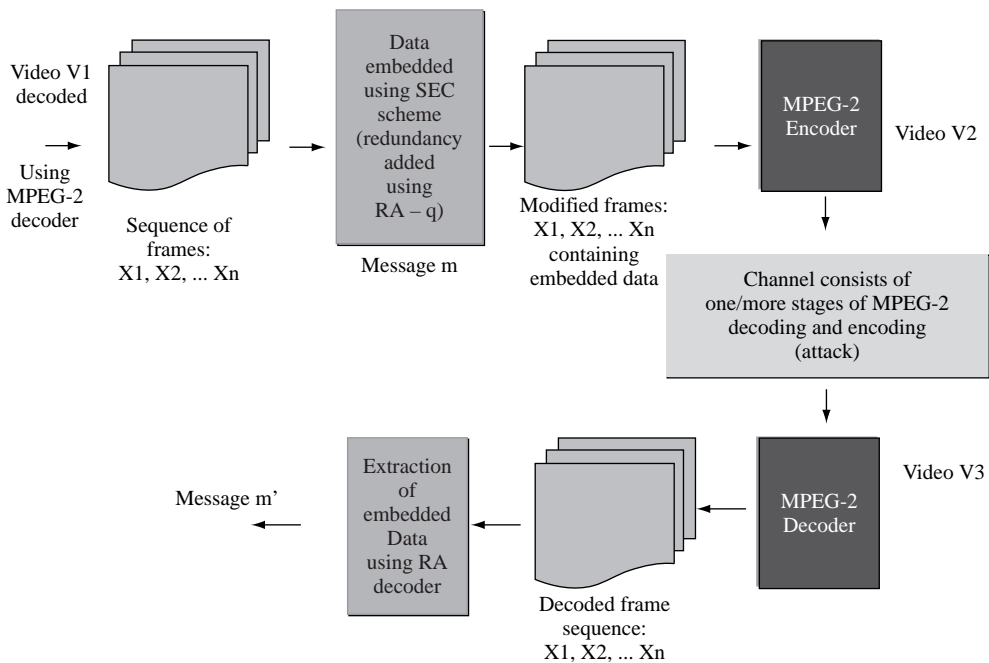 Video V1
decoded
Using
MPEG-2
decoder
Sequence of
frames:
X1, X2, ... Xn
Data
embedded
using SEC
scheme
(redundancy
added
using
RA – q)
Message m
Modified frames:
X1, X2, ... Xn
containing
embedded data
MPEG-2
Encoder
Video V2
Channel consists of
one/more stages of MPEG-2
decoding and encoding
(attack)
Video V3
MPEG-2
Decoder
Decoded frame
sequence:
X1, X2, ... Xn
Extraction
of
embedded
Data
using RA
decoder
Message m’